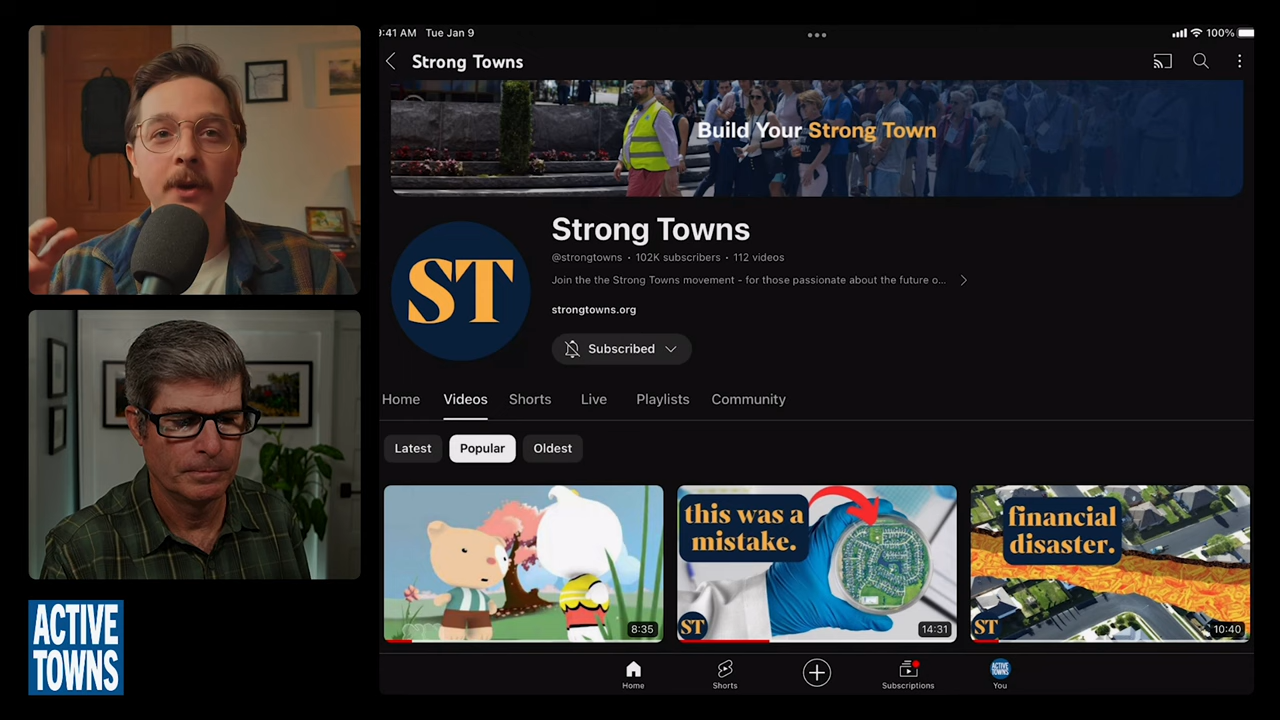 :41 AM Tue Jan 9
100%
Strong Towns
Build Your Strong Town
Strong Towns
@strongtowns • 102K subscribers • 112 videos
Join the the Strong Towns movement - for those passionate about the future o...
strongtowns.org
Subscribed
Home Videos Shorts Live Playlists Community
Latest Popular Oldest
ST
8:35
this was a
mistake.
ST
14:31
financial
disaster.
ST
10:40
Home Shorts Subscriptions You
ACTIVE
TOWNS
ACTIVE
TOWNS